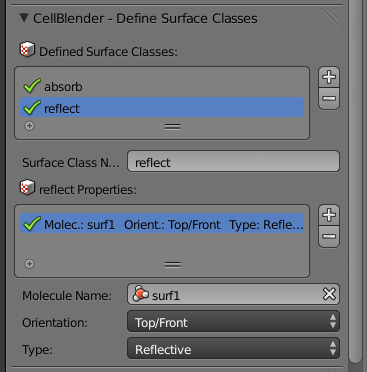 CellBlender - Define Surface Classes
Defined Surface Classes:
absorb
reflect
Surface Class N... reflect
reflect Properties:
Molec.: surf1 Orient.: Top/Front Type: Refle...
Molecule Name: surf1
Orientation: Top/Front
Type: Reflective